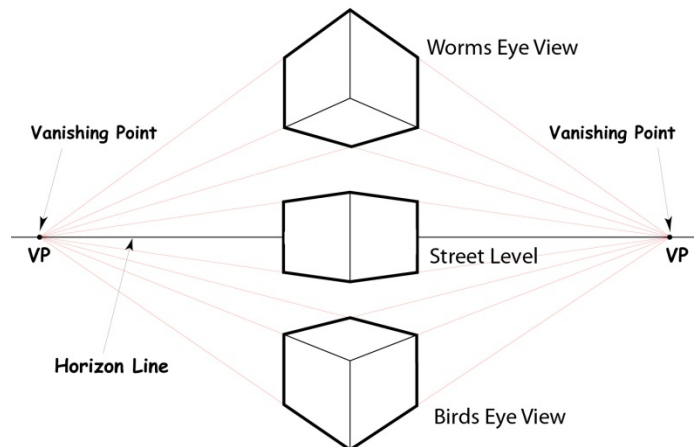 Worms Eye View
Vanishing Point
Vanishing Point
VP
Street Level
VP
Horizon Line
Birds Eye View